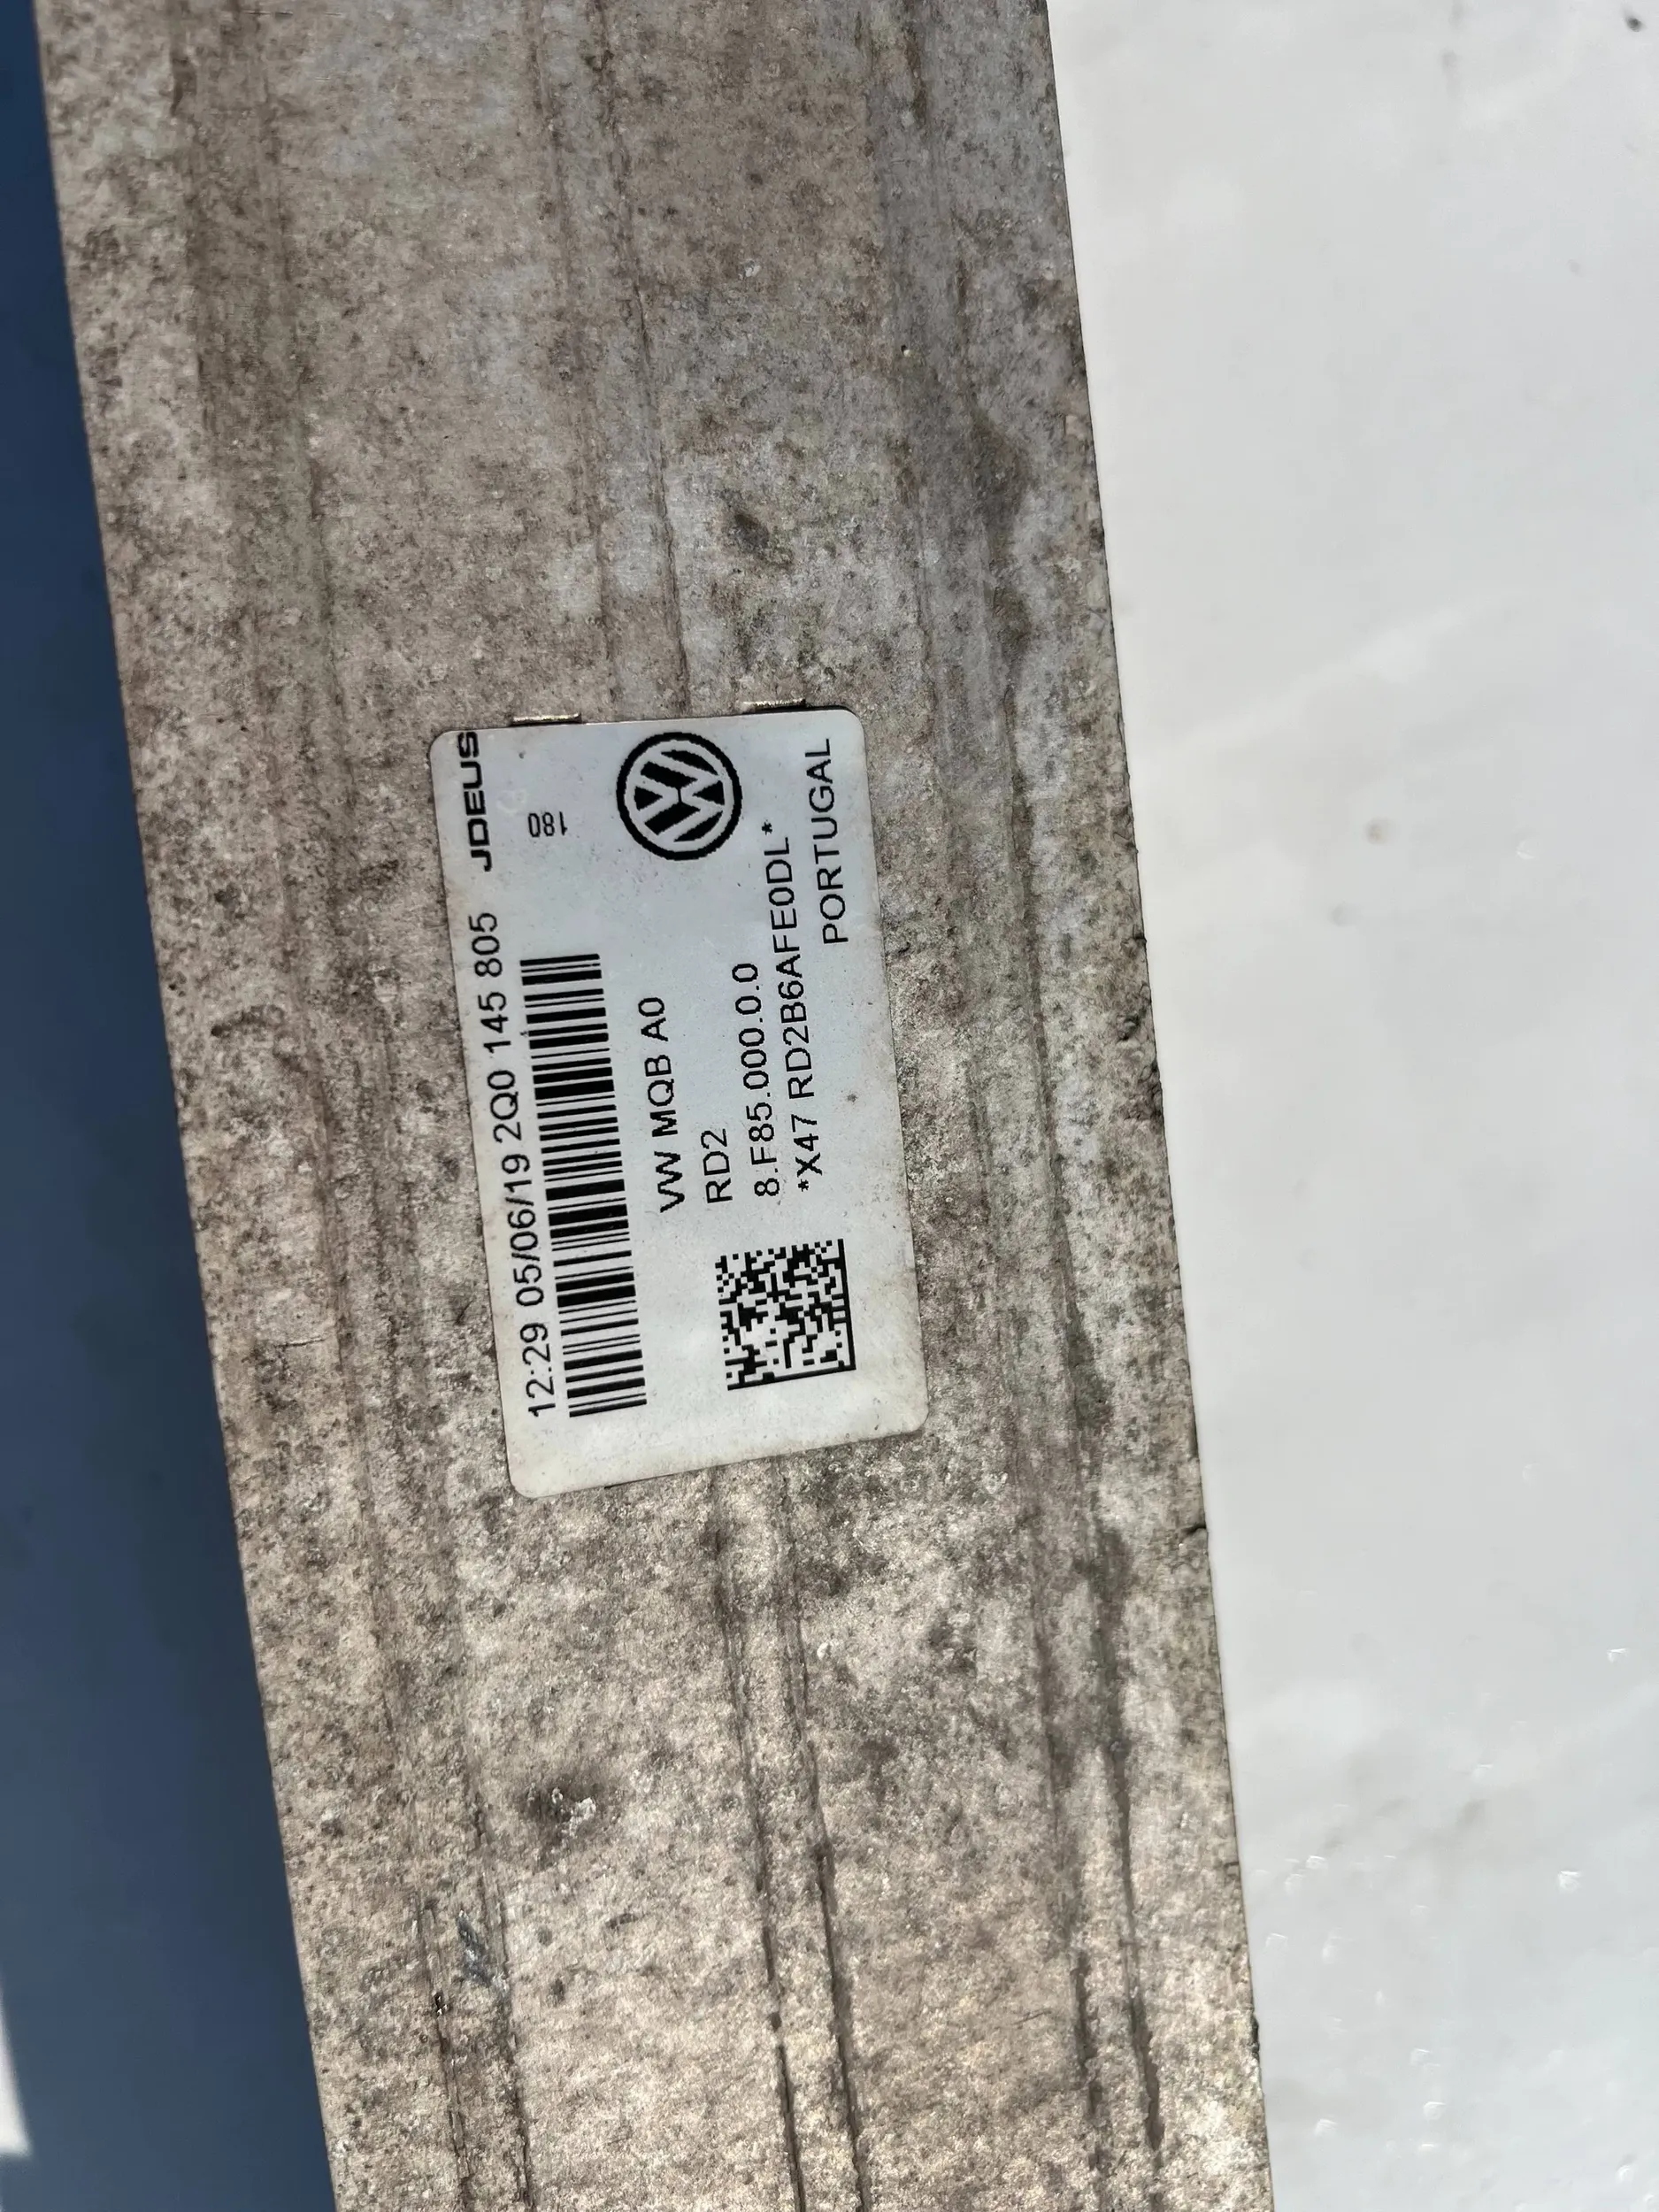 12:29 05/06/19 2Q0 145 805 JDEUS
180
VW MQB A0
RD2
8.F85.000.0.0
*X47 RD2B6AFE0DL*
PORTUGAL